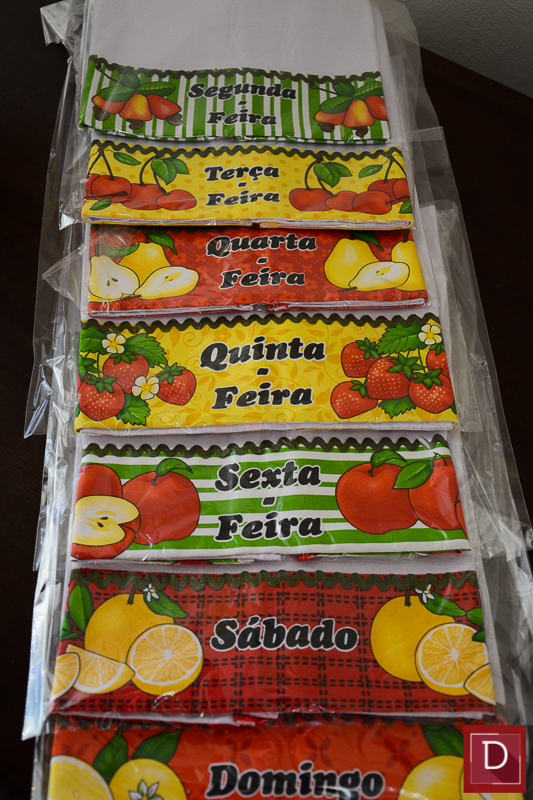 Segunda
-
Feira
Terça
-
Feira
Quarta
-
Feira
Quinta
-
Feira
Sexta
-
Feira
Sábado
Domingo
D